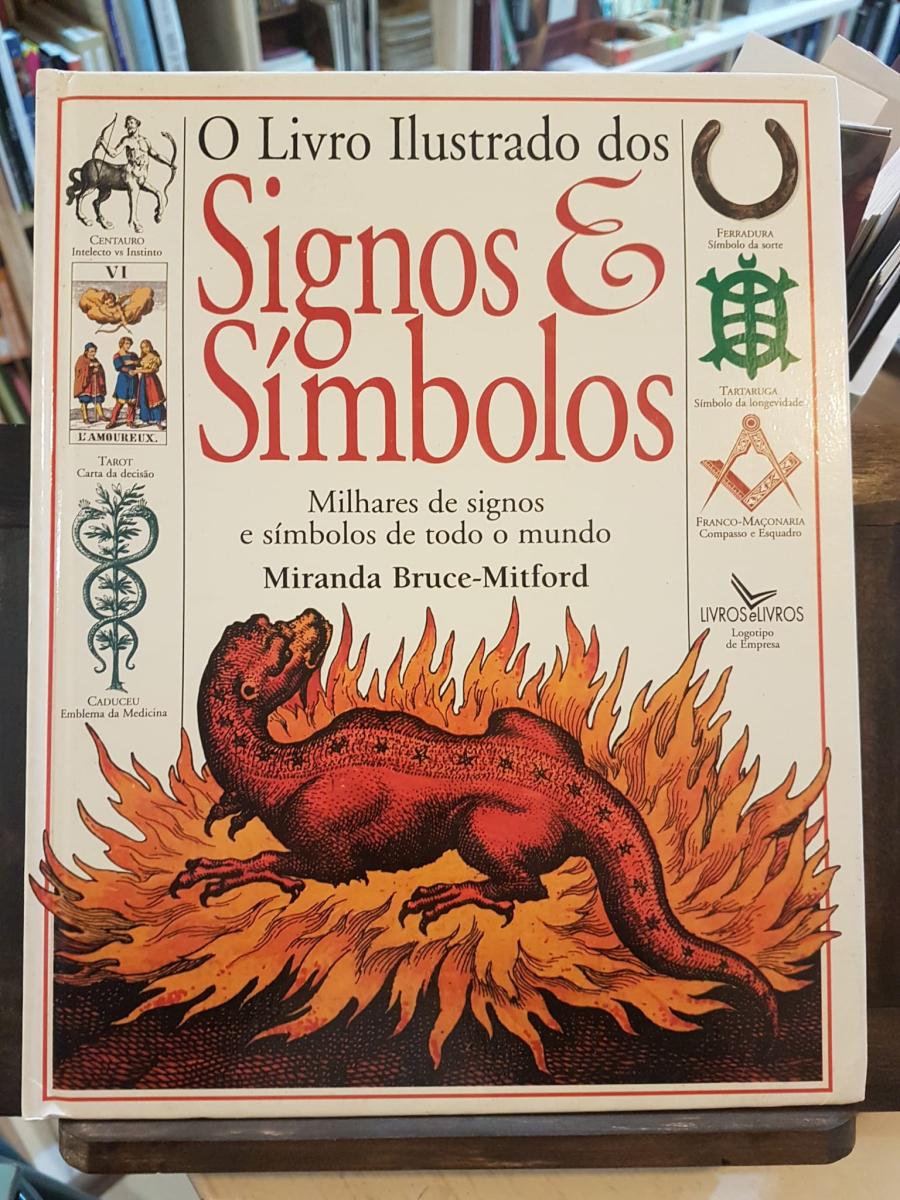 O Livro Ilustrado dos
Signos &
Símbolos
Milhares de signos
e símbolos de todo o mundo
Miranda Bruce-Mitford
CENTAURO
Intelecto vs Instinto
VI
L'AMOUREUX.
TAROT
Carta da decisão
CADUCEU
Emblema da Medicina
FERRADURA
Símbolo da sorte
TARTARUGA
Símbolo da longevidade
FRANCO-MAÇONARIA
Compasso e Esquadro
LIVROSeLIVROS
Logotipo
de Empresa